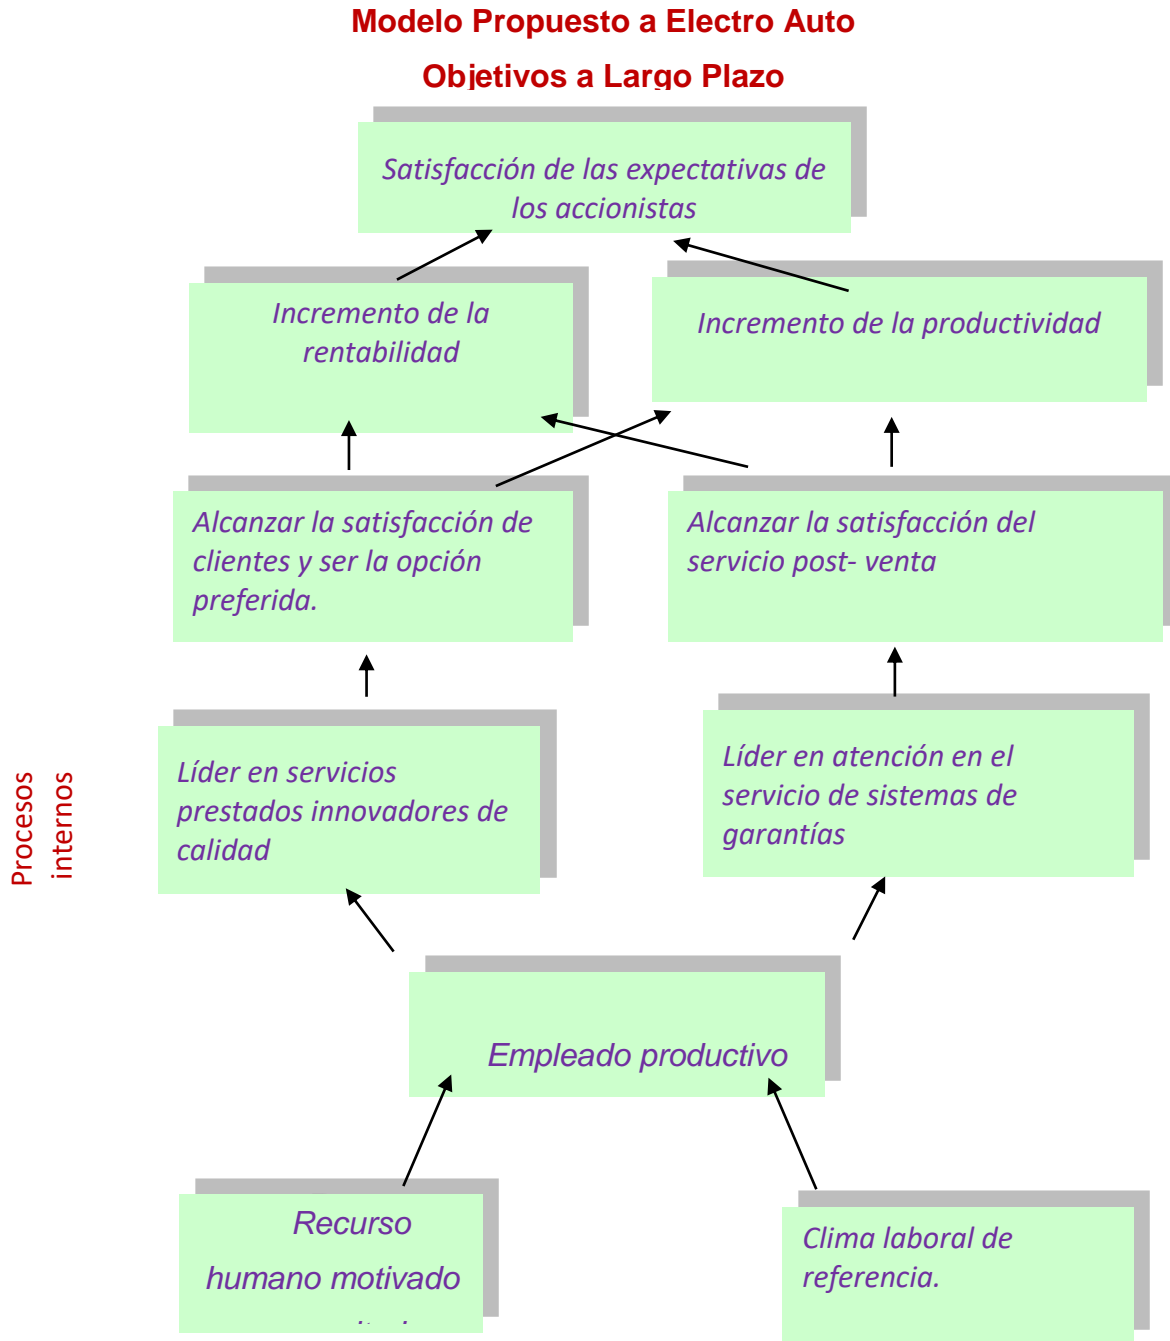 Modelo Propuesto a Electro Auto
Objetivos a Largo Plazo
Satisfacción de las expectativas de
los accionistas
Incremento de la
rentabilidad
Incremento de la productividad
Alcanzar la satisfacción de
clientes y ser la opción
preferida.
Alcanzar la satisfacción del
servicio post- venta
Procesos
internos
Líder en servicios
prestados innovadores de
calidad
Líder en atención en el
servicio de sistemas de
garantías
Empleado productivo
Recurso
humano motivado
Clima laboral de
referencia.